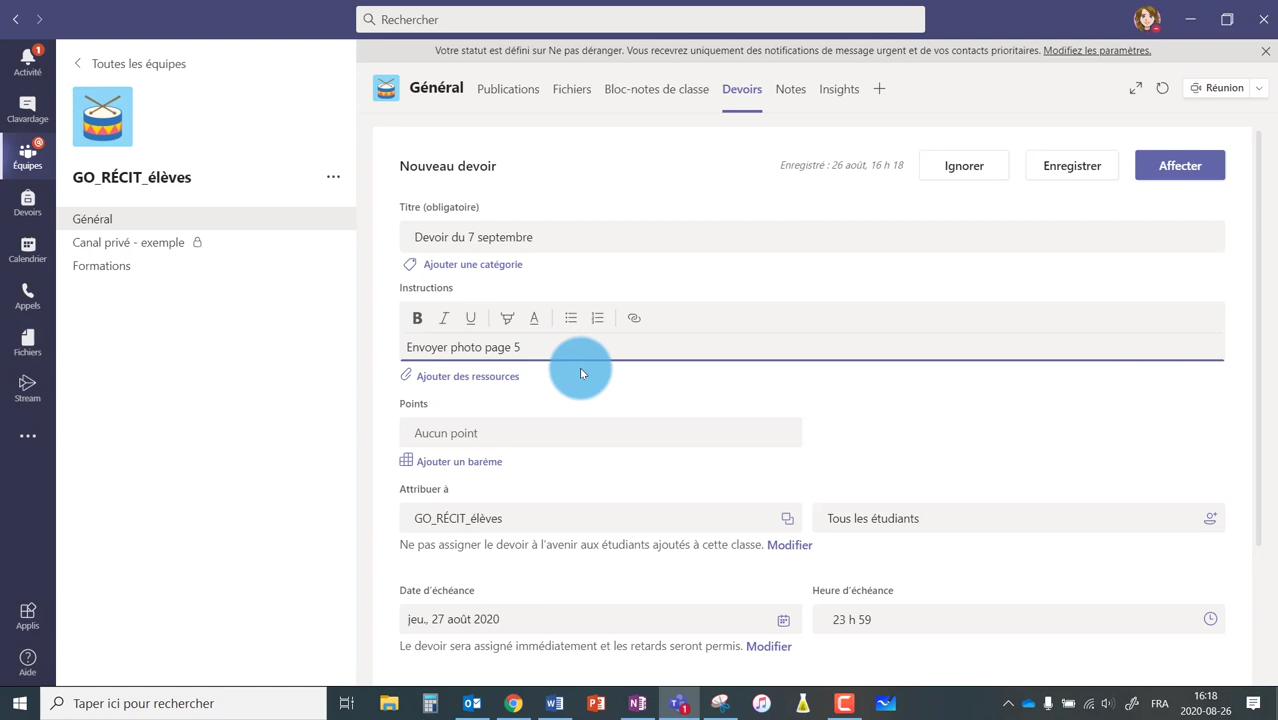 Rechercher
Activité
Clavardage
Équipes
Devoirs
Calendrier
Appels
Fichiers
Stream
Applis
Aide
Toutes les équipes
GO_RÉCIT_élèves
Général
Canal privé - exemple
Formations
Votre statut est défini sur Ne pas déranger. Vous recevrez uniquement des notifications de message urgent et de vos contacts prioritaires. Modifiez les paramètres.
Général Publications Fichiers Bloc-notes de classe Devoirs Notes Insights
Réunion
Nouveau devoir
Enregistré : 26 août, 16 h 18
Ignorer
Enregistrer
Affecter
Titre (obligatoire)
Devoir du 7 septembre
Ajouter une catégorie
Instructions
B I U A
Envoyer photo page 5
Ajouter des ressources
Points
Aucun point
Ajouter un barème
Attribuer à
GO_RÉCIT_élèves
Tous les étudiants
Ne pas assigner le devoir à l'avenir aux étudiants ajoutés à cette classe. Modifier
Date d'échéance
Heure d'échéance
jeu., 27 août 2020
23 h 59
Le devoir sera assigné immédiatement et les retards seront permis. Modifier
Taper ici pour rechercher
FRA
16:18
2020-08-26